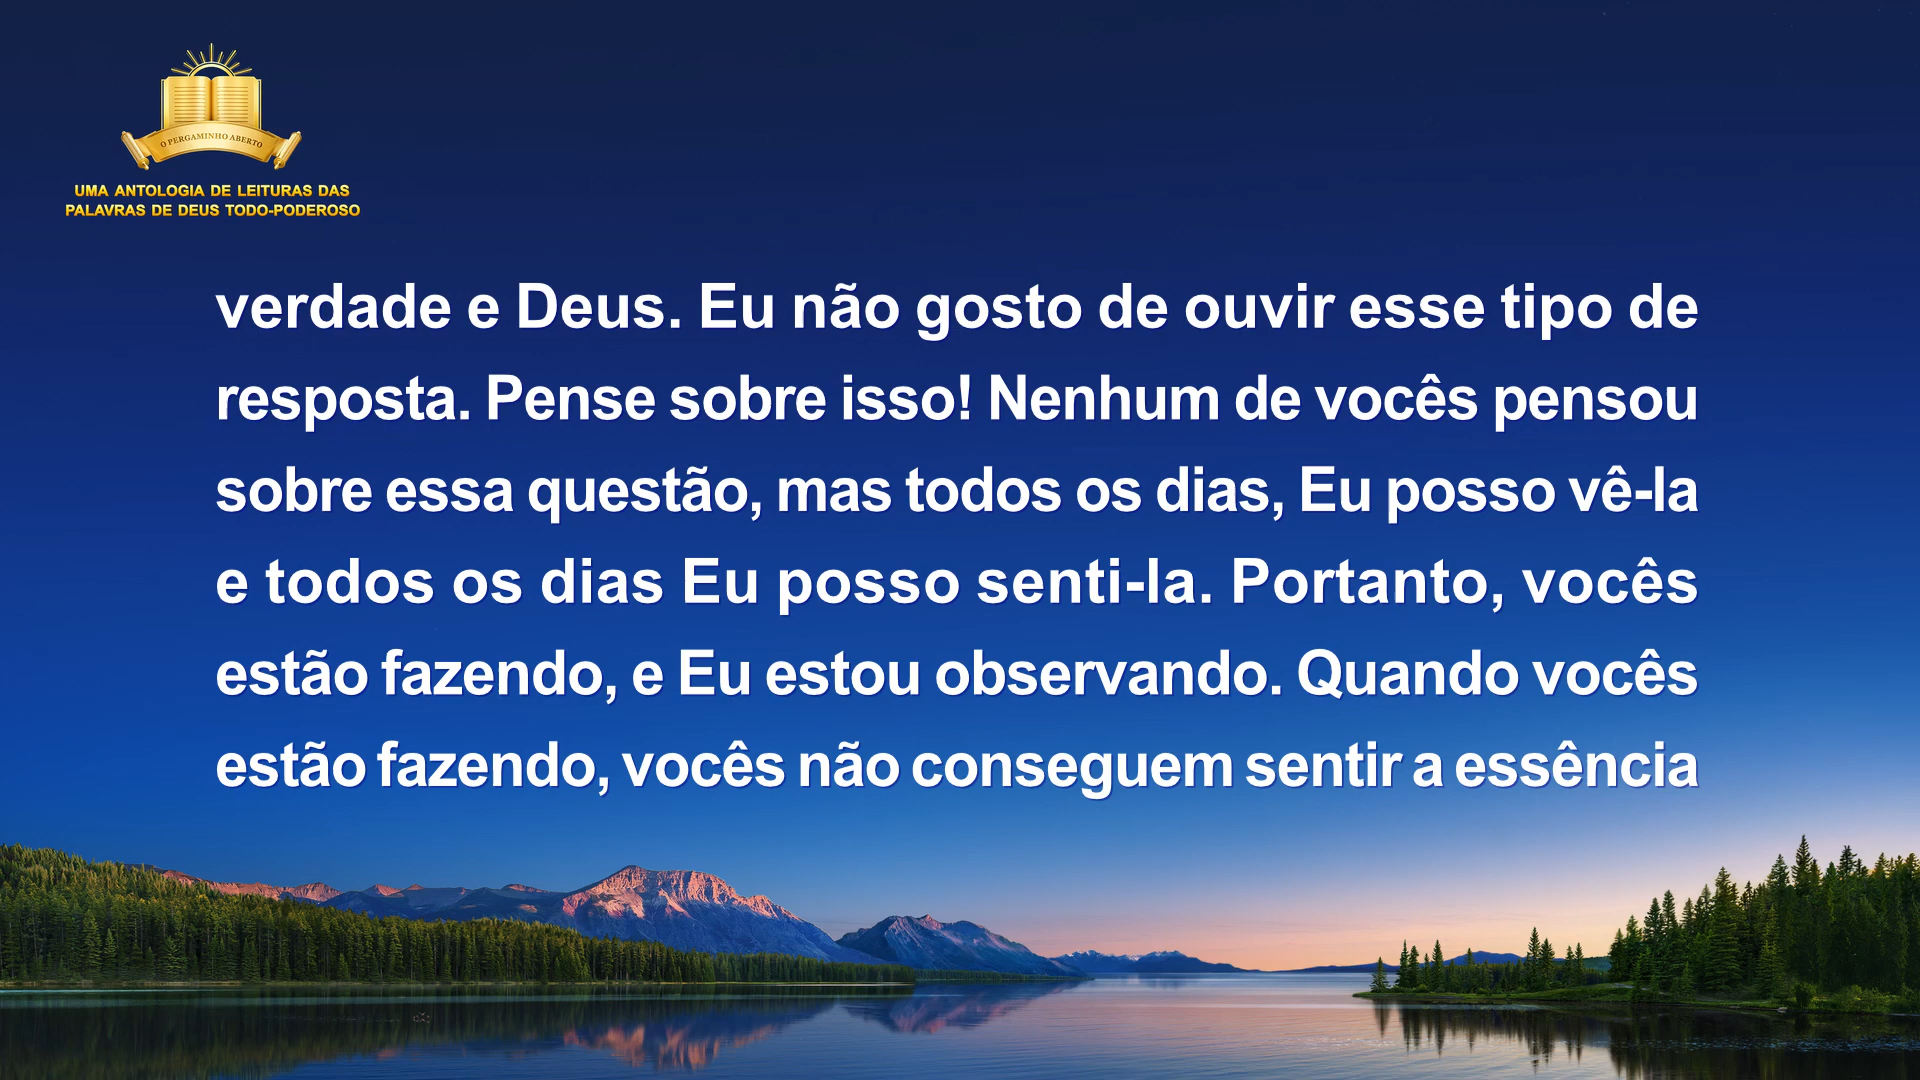 O PERGAMINHO ABERTO
UMA ANTOLOGIA DE LEITURAS DAS
PALAVRAS DE DEUS TODO-PODEROSO
verdade e Deus. Eu não gosto de ouvir esse tipo de
resposta. Pense sobre isso! Nenhum de vocês pensou
sobre essa questão, mas todos os dias, Eu posso vê-la
e todos os dias Eu posso senti-la. Portanto, vocês
estão fazendo, e Eu estou observando. Quando vocês
estão fazendo, vocês não conseguem sentir a essência